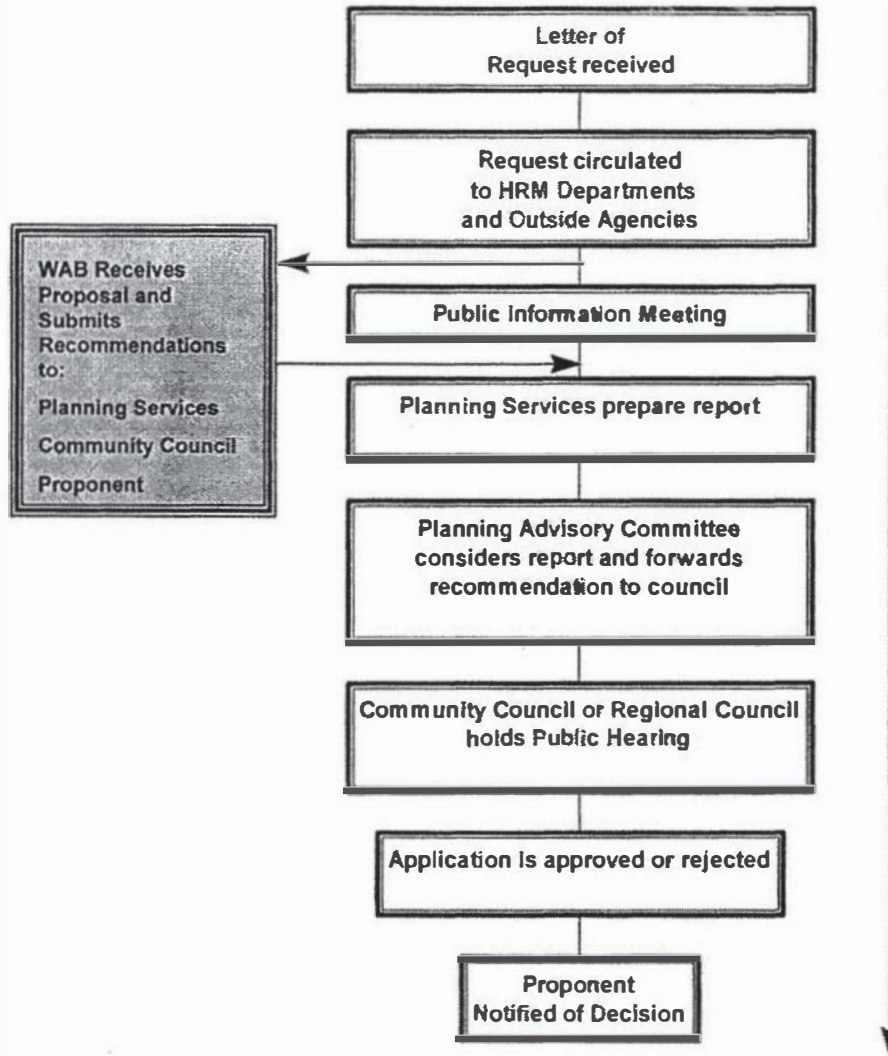 Letter of
Request received
Request circulated
to HRM Departments
and Outside Agencies
WAB Receives
Proposal and
Submits
Recommendations
to:
Planning Services
Community Council
Proponent
Public Information Meeting
Planning Services prepare report
Planning Advisory Committee
considers report and forwards
recommendation to council
Community Council or Regional Council
holds Public Hearing
Application is approved or rejected
Proponent
Notified of Decision